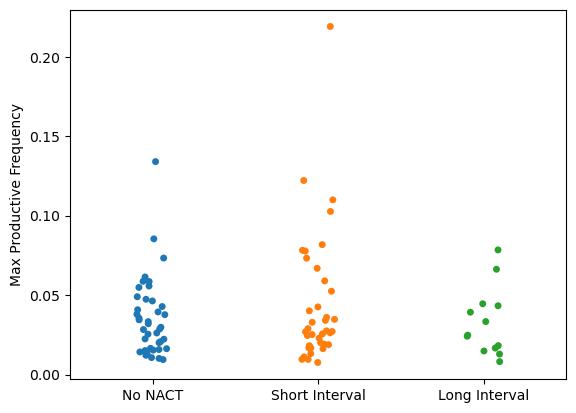 Max Productive Frequency
0.20
0.15
0.10
0.05
0.00
No NACT
Short Interval
Long Interval